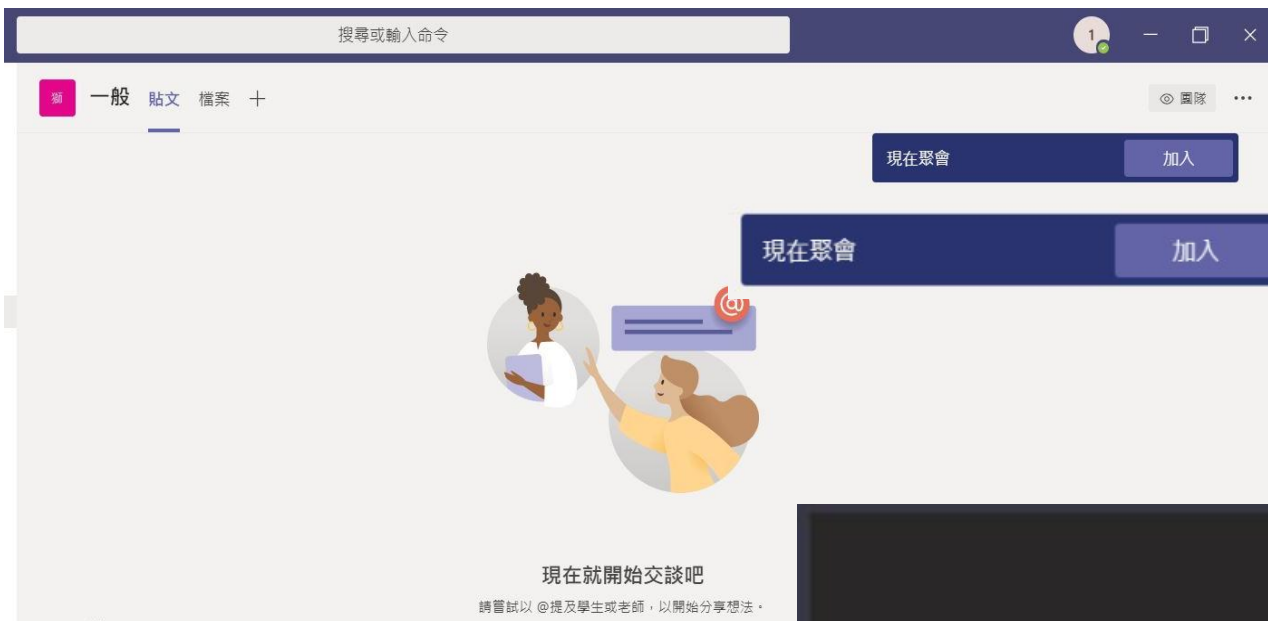 搜尋或輸入命令
1
獅 一般 貼文 檔案 +
團隊 ...
現在聚會 加入
現在聚會 加入
@
現在就開始交談吧
請嘗試以 @提及學生或老師，以開始分享想法。